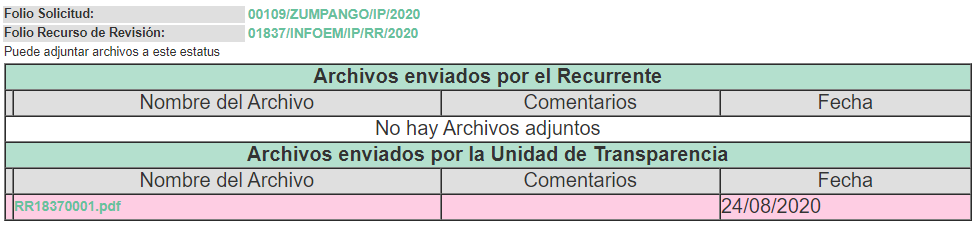 Folio Solicitud: 00109/ZUMPANGO/IP/2020
Folio Recurso de Revisión: 01837/INFOEM/IP/RR/2020
Puede adjuntar archivos a este estatus
Archivos enviados por el Recurrente
Nombre del Archivo Comentarios Fecha
No hay Archivos adjuntos
Archivos enviados por la Unidad de Transparencia
Nombre del Archivo Comentarios Fecha
RR18370001.pdf 24/08/2020